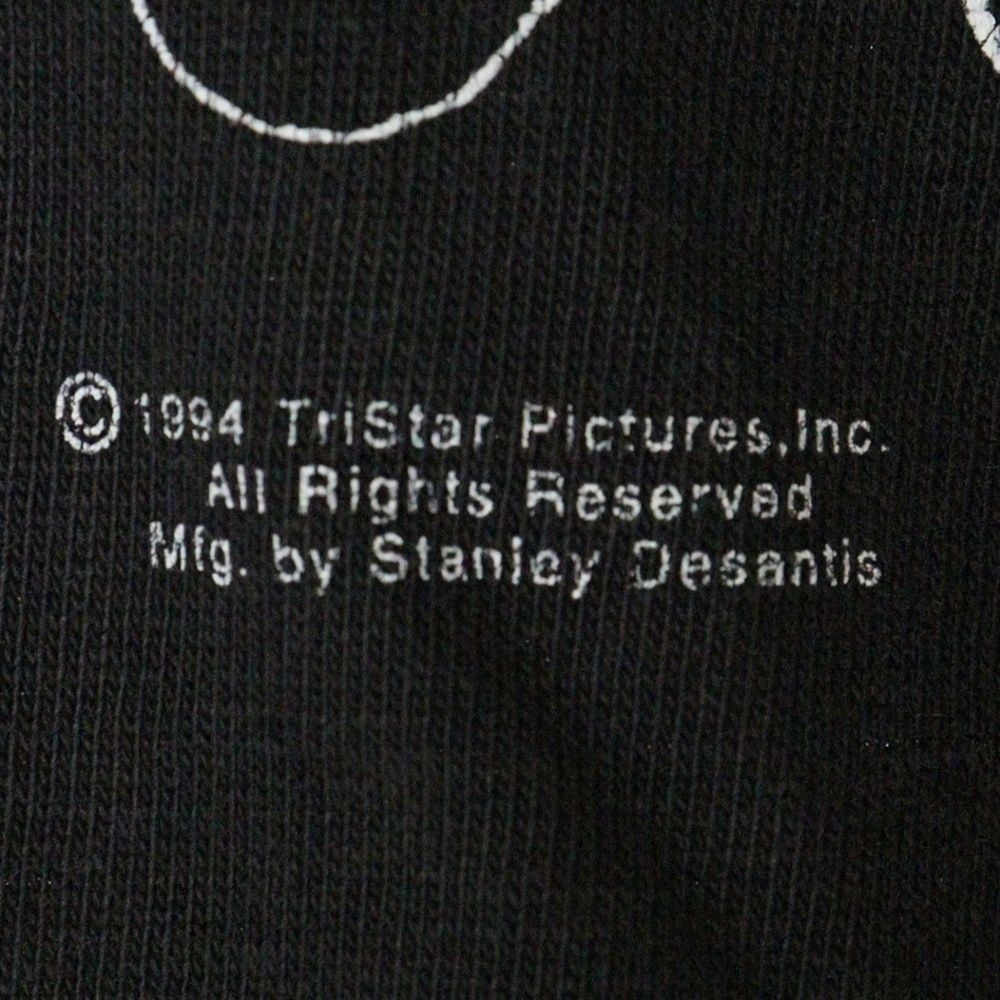 ©1994 TriStar Pictures,Inc.
All Rights Reserved
Mfg. by Stanley Desantis